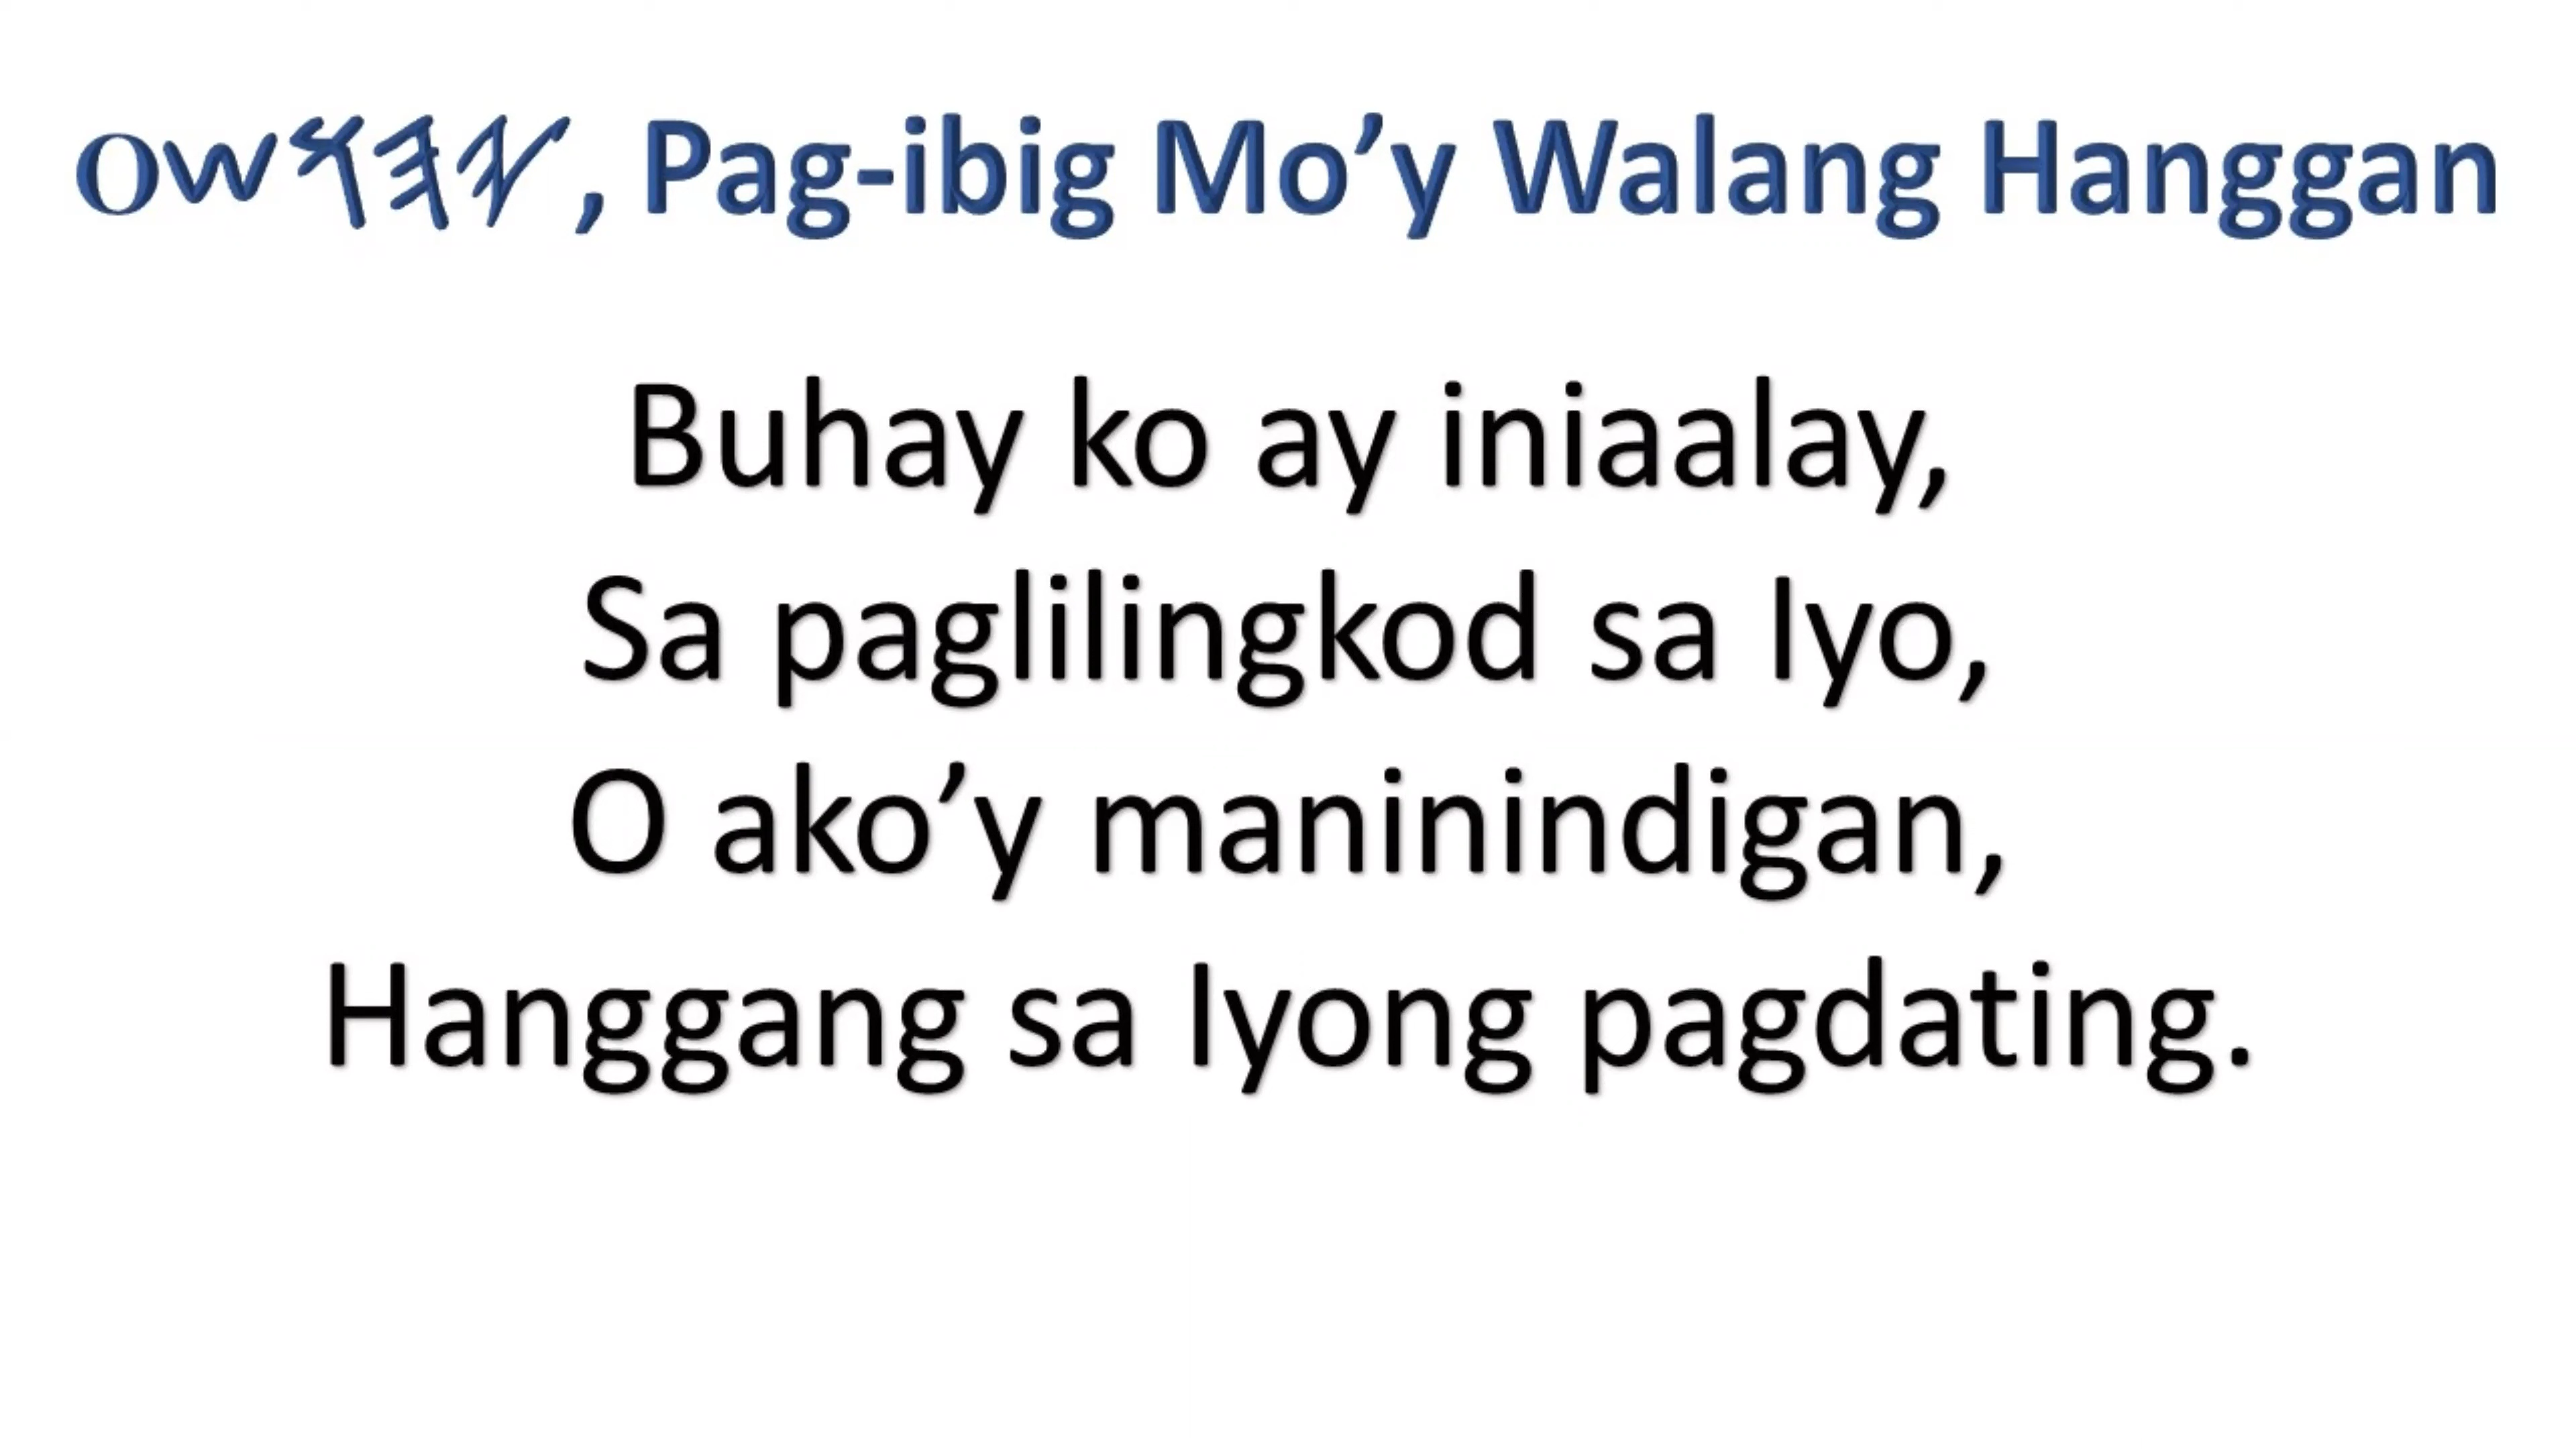 𐤉𐤄𐤅𐤔𐤏, Pag-ibig Mo’y Walang Hanggan
Buhay ko ay iniaalay,
Sa paglilingkod sa Iyo,
O ako’y maninindigan,
Hanggang sa Iyong pagdating.